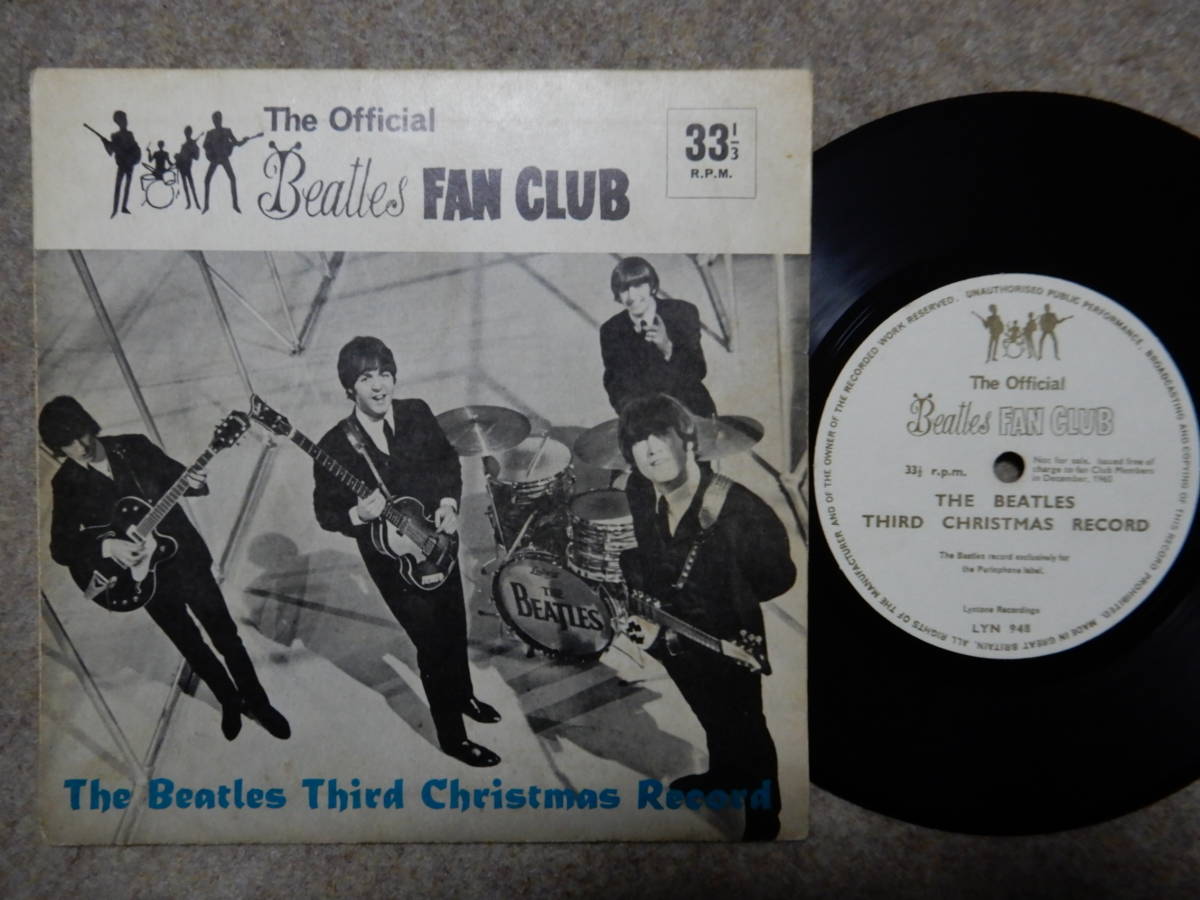 The Official
Beatles FAN CLUB
33⅓
R.P.M.
THE
BEATLES
The Beatles Third Christmas Record
ALL RIGHTS OF THE MANUFACTURER AND OF THE OWNER OF THE RECORDED WORK RESERVED. UNAUTHORISED PUBLIC PERFORMANCE, BROADCASTING AND COPYING OF THIS RECORD PROHIBITED. MADE IN GREAT BRITAIN.
The Official
Beatles FAN CLUB
33⅓ r.p.m.
Not for sale. Issued free of
charge to fan Club Members
in December,
THE BEATLES
THIRD CHRISTMAS RECORD
The Beatles record exclusively for
the Parlophone label.
Lyntone Recordings
LYN 948